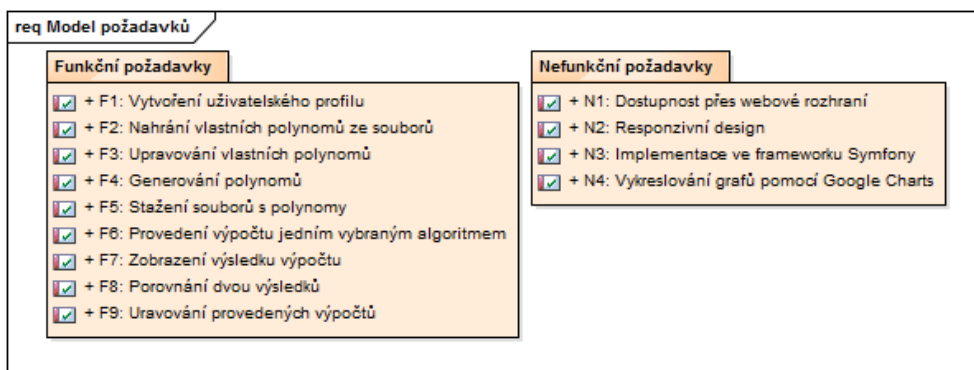 req Model požadavků
Funkční požadavky
+ F1: Vytvoření uživatelského profilu
+ F2: Nahrání vlastních polynomů ze souborů
+ F3: Upravování vlastních polynomů
+ F4: Generování polynomů
+ F5: Stažení souborů s polynomy
+ F6: Provedení výpočtu jedním vybraným algoritmem
+ F7: Zobrazení výsledku výpočtu
+ F8: Porovnání dvou výsledků
+ F9: Uravování provedených výpočtů
Nefunkční požadavky
+ N1: Dostupnost přes webové rozhraní
+ N2: Responzivní design
+ N3: Implementace ve frameworku Symfony
+ N4: Vykreslování grafů pomocí Google Charts